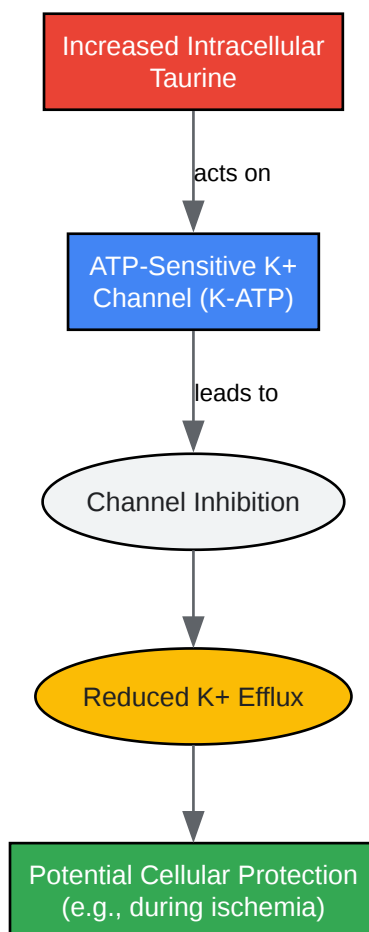 Increased Intracellular
Taurine
acts on
ATP-Sensitive K+
Channel (K-ATP)
leads to
Channel Inhibition
Reduced K+ Efflux
Potential Cellular Protection
(e.g., during ischemia)